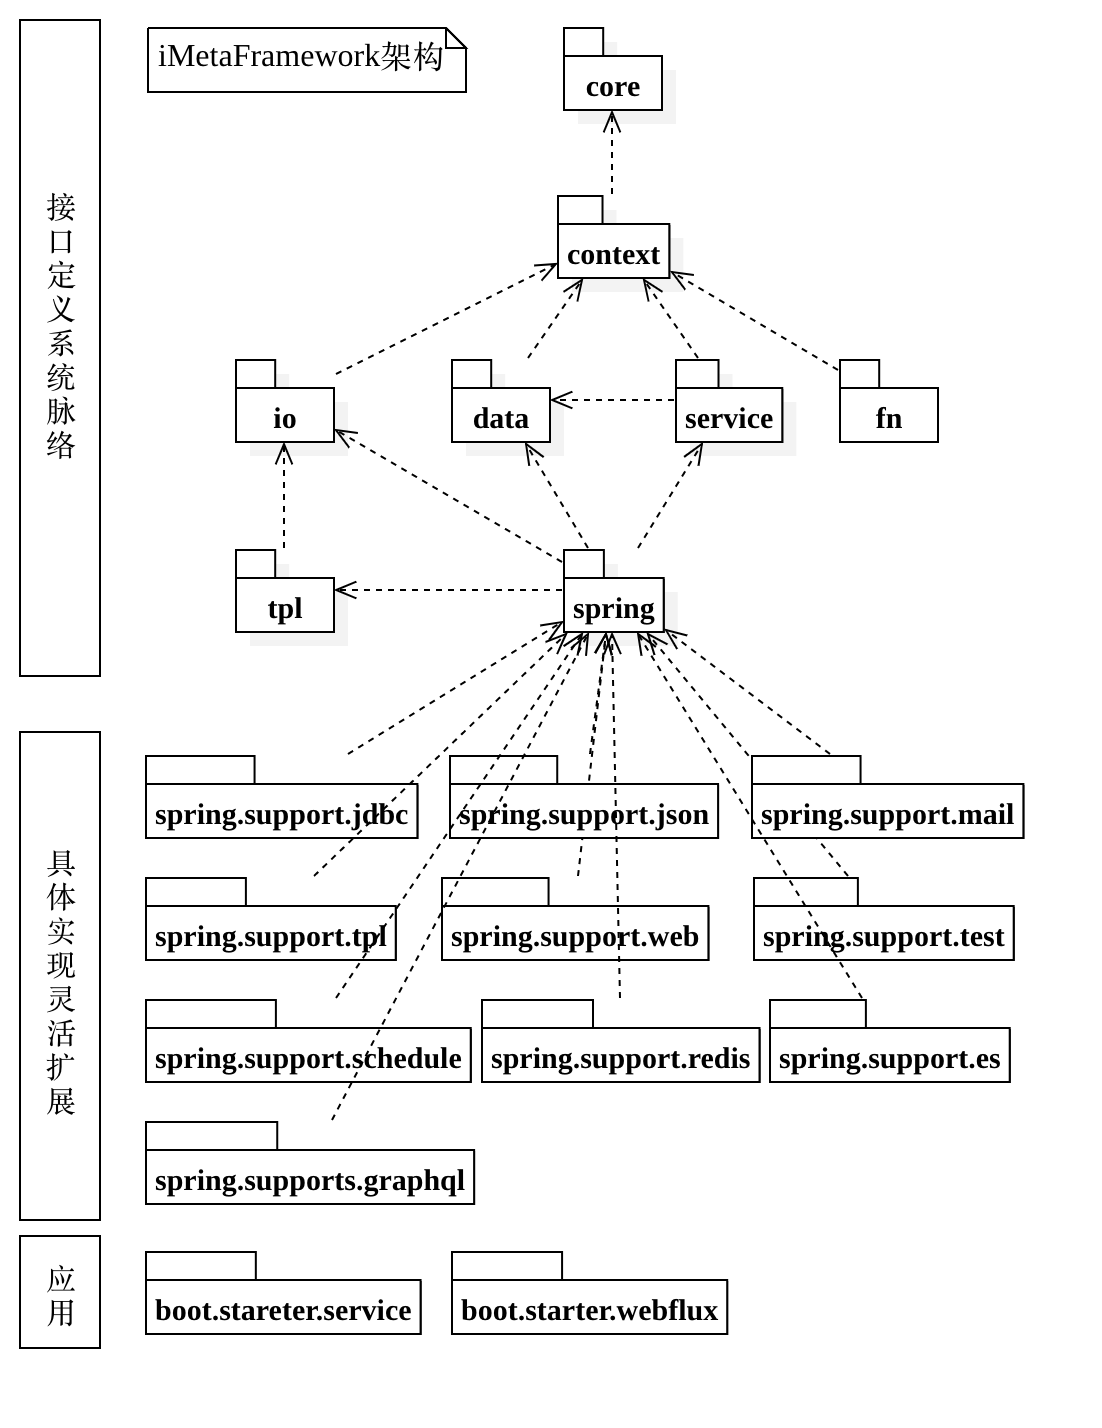 iMetaFramework架构
core
接口定义系统脉络
context
io
data
service
fn
tpl
spring
具体实现灵活扩展
spring.support.jdbc
spring.support.json
spring.support.mail
spring.support.tpl
spring.support.web
spring.support.test
spring.support.schedule
spring.support.redis
spring.support.es
spring.supports.graphql
应用
boot.stareter.service
boot.starter.webflux